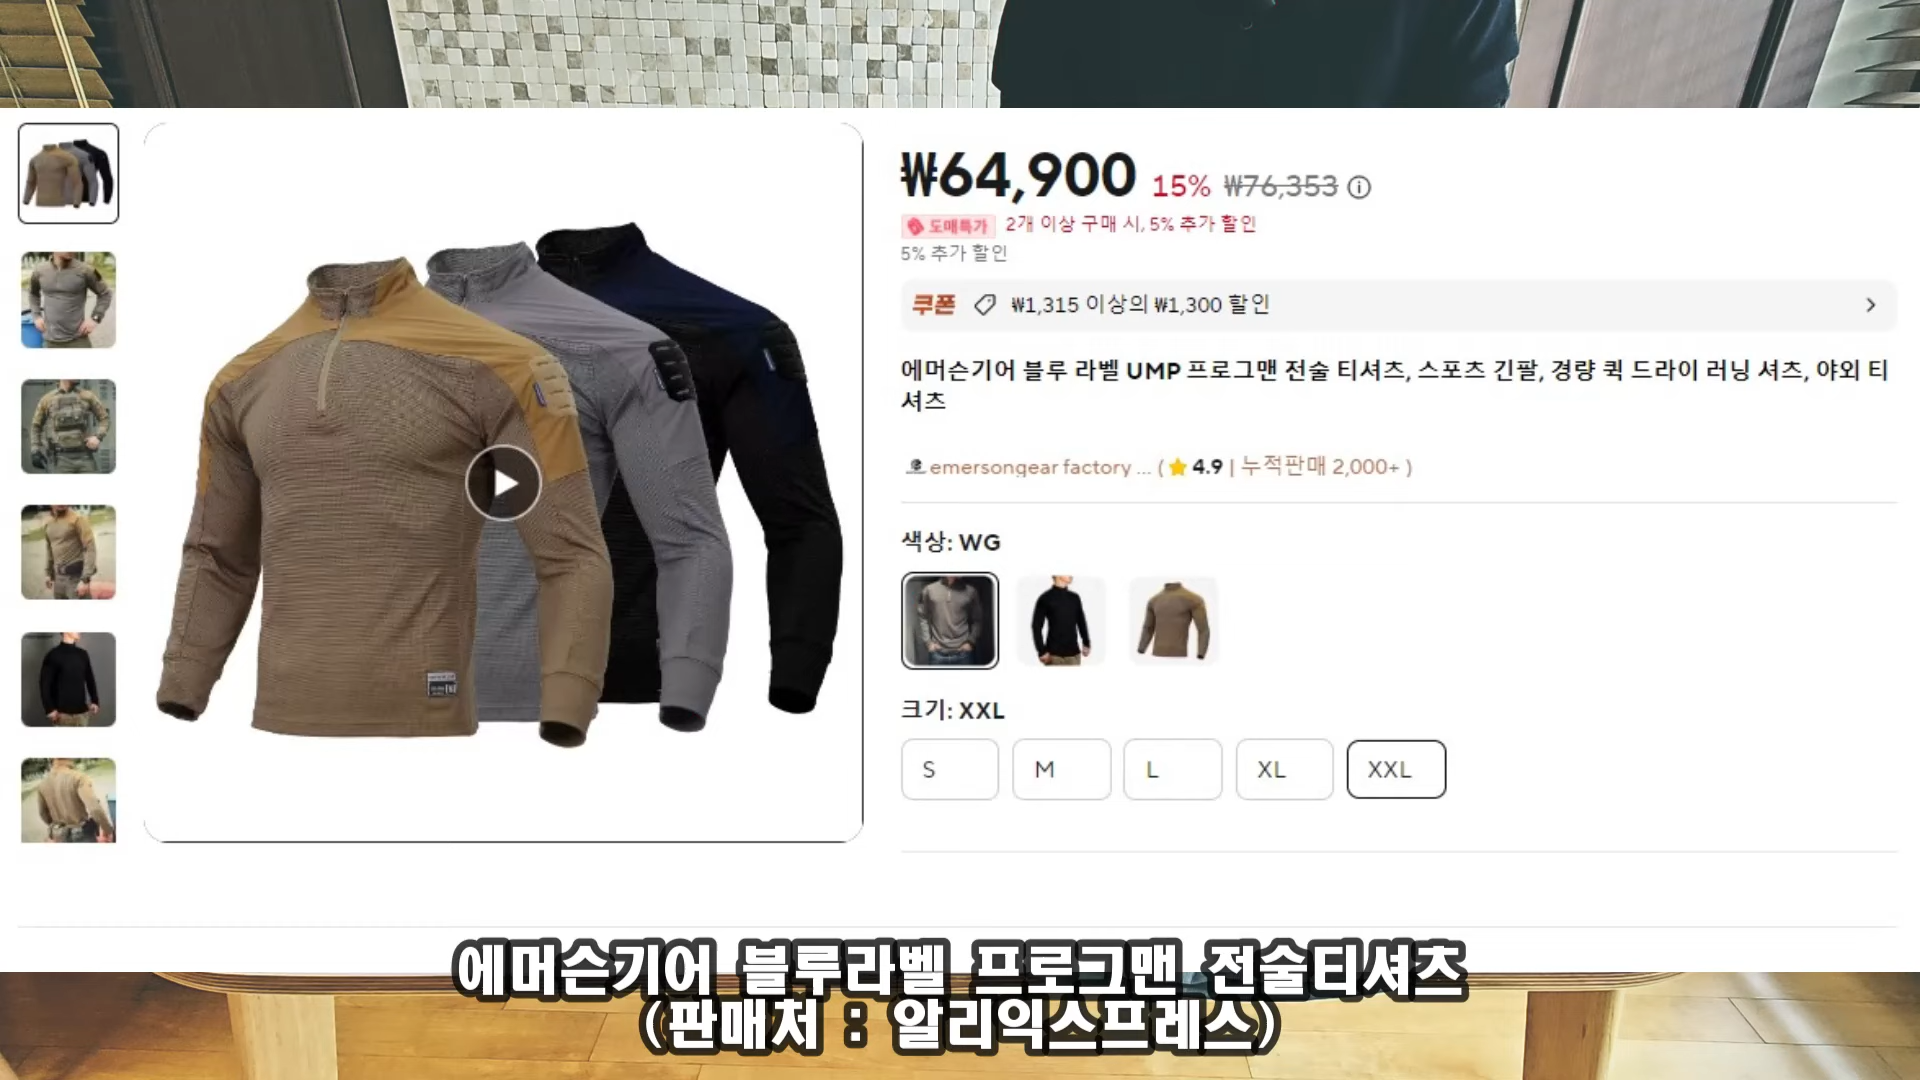 ₩64,900 15% ₩76,353
도매특가 2개 이상 구매 시, 5% 추가 할인
5% 추가 할인
쿠폰 ₩1,315 이상의 ₩1,300 할인
에머슨기어 블루 라벨 UMP 프로그맨 전술 티셔츠, 스포츠 긴팔, 경량 퀵 드라이 러닝 셔츠, 야외 티
셔츠
emersongear factory ... ( 4.9 | 누적판매 2,000+ )
색상: WG
크기: XXL
S M L XL XXL
에머슨기어 블루라벨 프로그맨 전술티셔츠
(판매처 : 알리익스프레스)